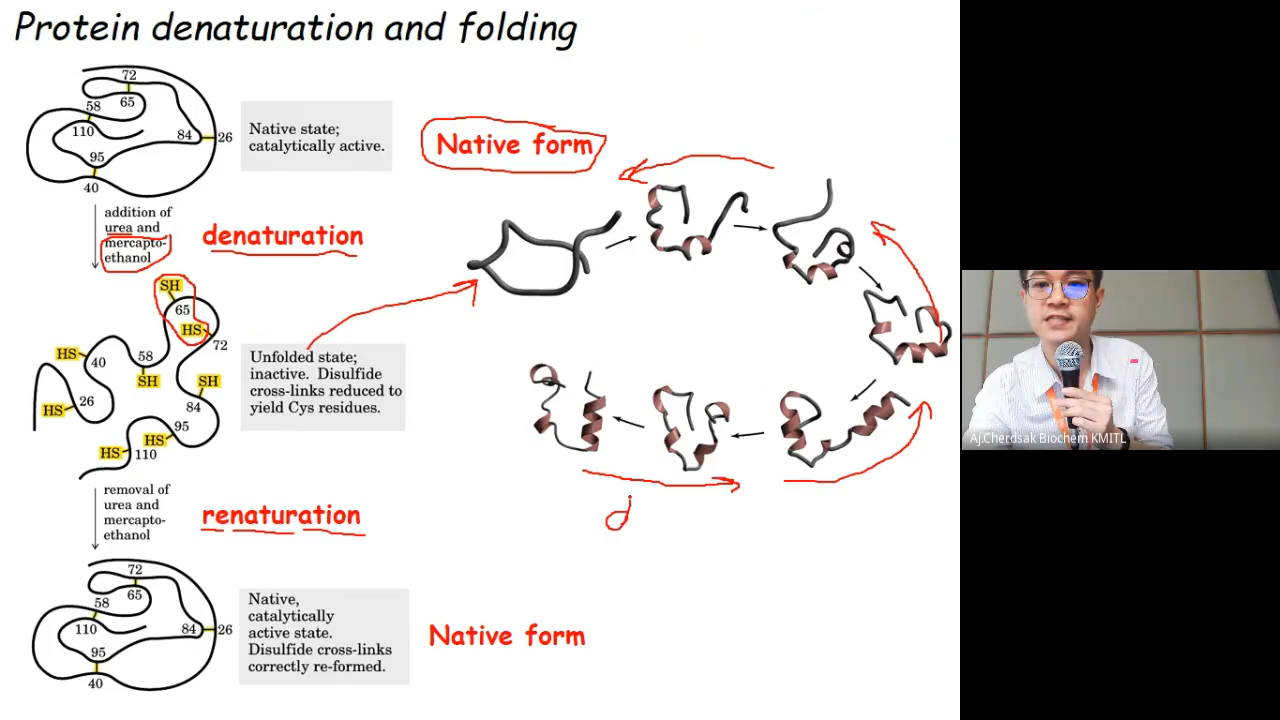 Protein denaturation and folding
72
65
58
110
84
26
95
40
Native state;
catalytically active.
Native form
addition of
urea and
mercapto-
ethanol
denaturation
SH
65
HS
72
HS
40
58
SH
SH
84
HS
26
HS
95
HS
110
Unfolded state;
inactive. Disulfide
cross-links reduced to
yield Cys residues.
removal of
urea and
mercapto-
ethanol
renaturation
d
72
65
58
110
84
26
95
40
Native,
catalytically
active state.
Disulfide cross-links
correctly re-formed.
Native form
Aj.Cherdsak Biochem KMITL